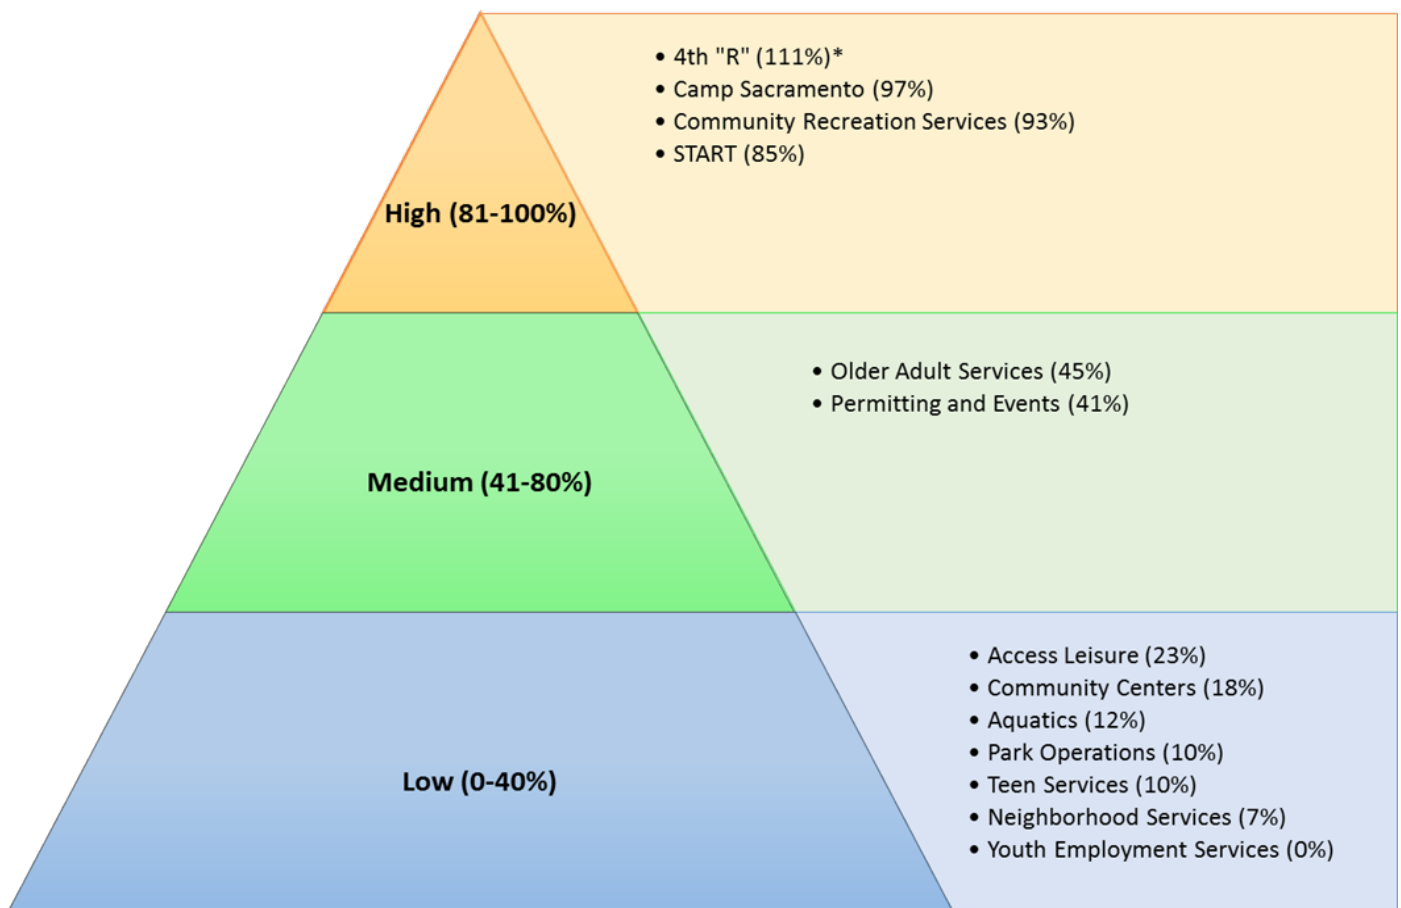 • 4th "R" (111%)*
• Camp Sacramento (97%)
• Community Recreation Services (93%)
• START (85%)
High (81-100%)
• Older Adult Services (45%)
• Permitting and Events (41%)
Medium (41-80%)
• Access Leisure (23%)
• Community Centers (18%)
• Aquatics (12%)
• Park Operations (10%)
• Teen Services (10%)
• Neighborhood Services (7%)
• Youth Employment Services (0%)
Low (0-40%)